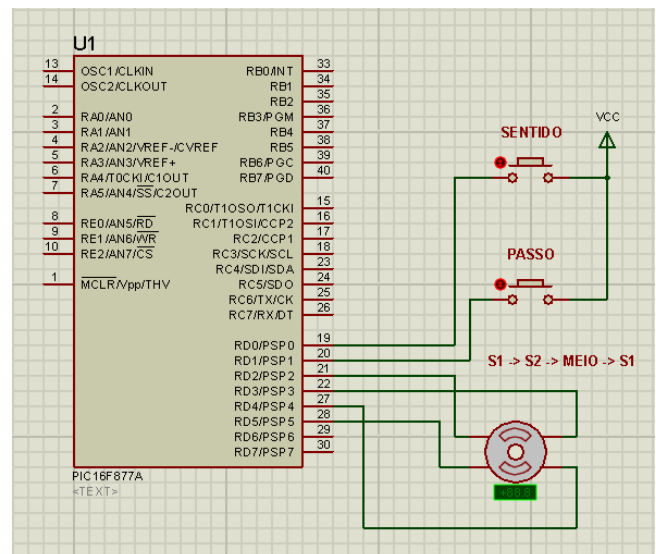 U1
13 OSC1/CLKIN RB0/INT 33
14 OSC2/CLKOUT RB1 34
RB2 35
2 RA0/AN0 RB3/PGM 36
3 RA1/AN1 RB4 37
4 RA2/AN2/VREF-/CVREF RB5 38
5 RA3/AN3/VREF+ RB6/PGC 39
6 RA4/T0CKI/C1OUT RB7/PGD 40
7 RA5/AN4/SS/C2OUT
RC0/T1OSO/T1CKI 15
8 RE0/AN5/RD RC1/T1OSI/CCP2 16
9 RE1/AN6/WR RC2/CCP1 17
10 RE2/AN7/CS RC3/SCK/SCL 18
RC4/SDI/SDA 23
1 MCLR/Vpp/THV RC5/SDO 24
RC6/TX/CK 25
RC7/RX/DT 26
RD0/PSP0 19
RD1/PSP1 20
RD2/PSP2 21
RD3/PSP3 22
RD4/PSP4 27
RD5/PSP5 28
RD6/PSP6 29
RD7/PSP7 30
PIC16F877A
<TEXT>
VCC
SENTIDO
PASSO
S1 -> S2 -> MEIO -> S1